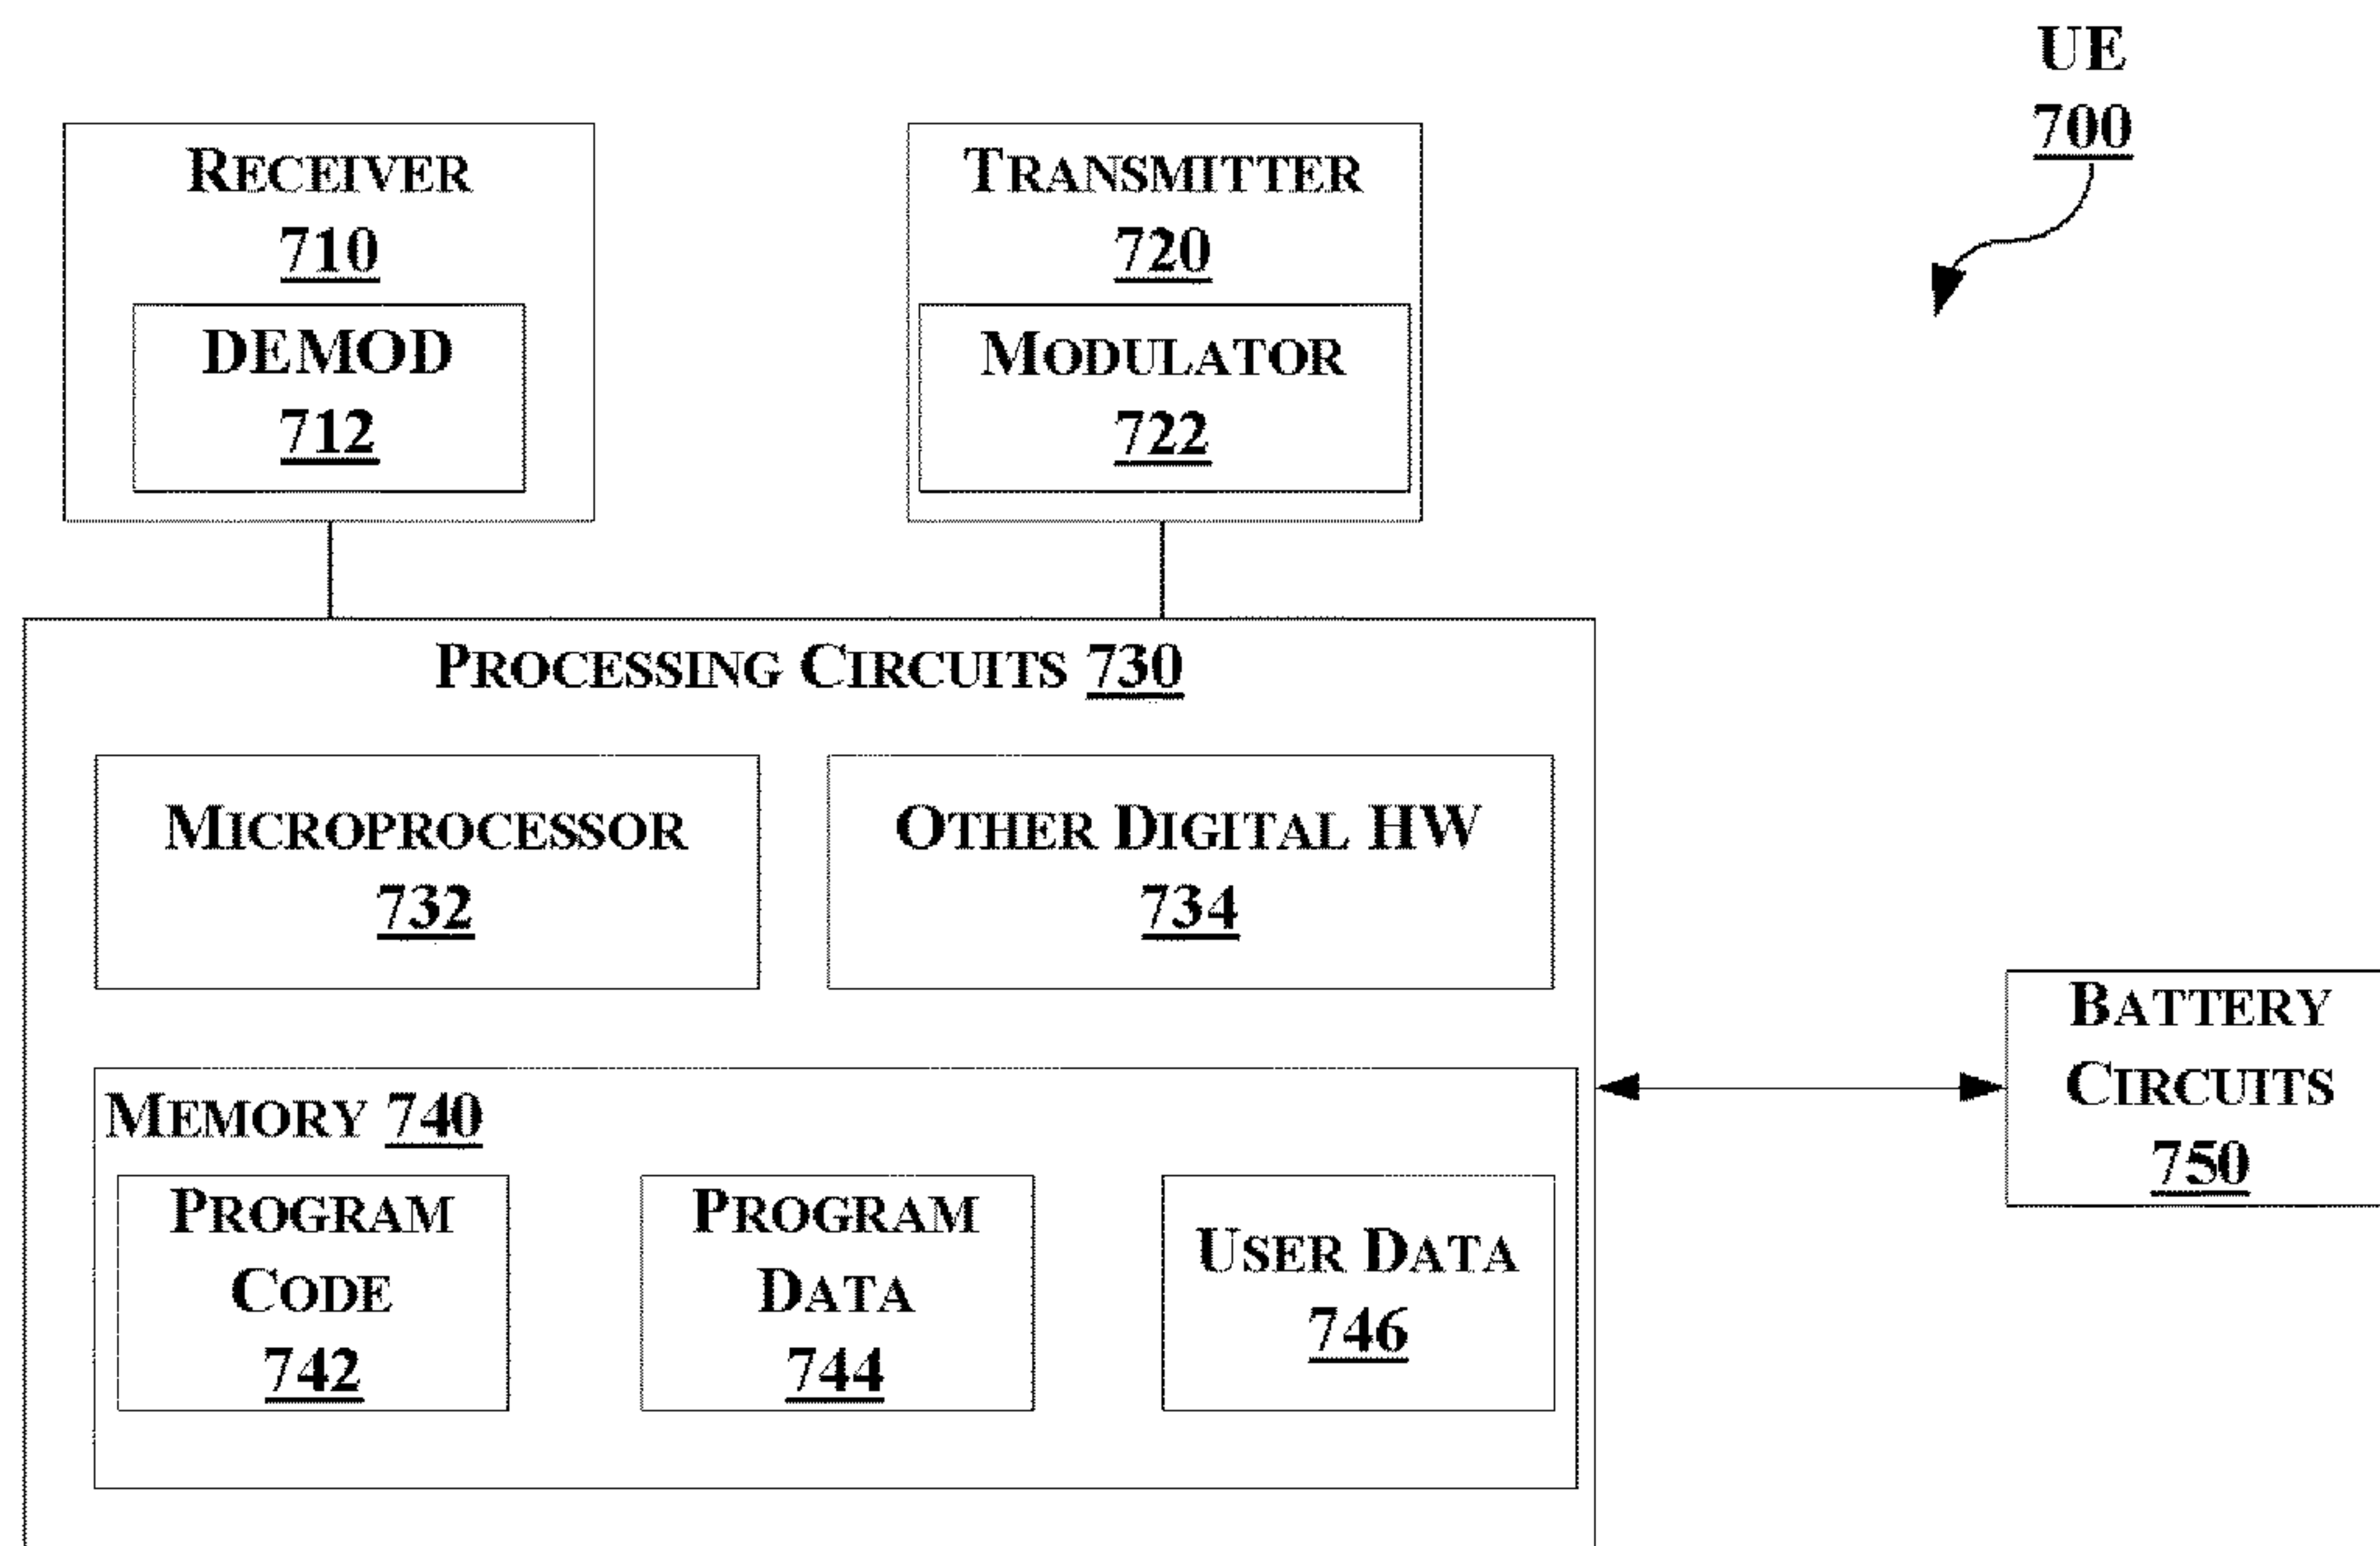 UE
700
RECEIVER
710
DEMOD
712
TRANSMITTER
720
MODULATOR
722
PROCESSING CIRCUITS 730
MICROPROCESSOR
732
OTHER DIGITAL HW
734
MEMORY 740
PROGRAM
CODE
742
PROGRAM
DATA
744
USER DATA
746
BATTERY
CIRCUITS
750